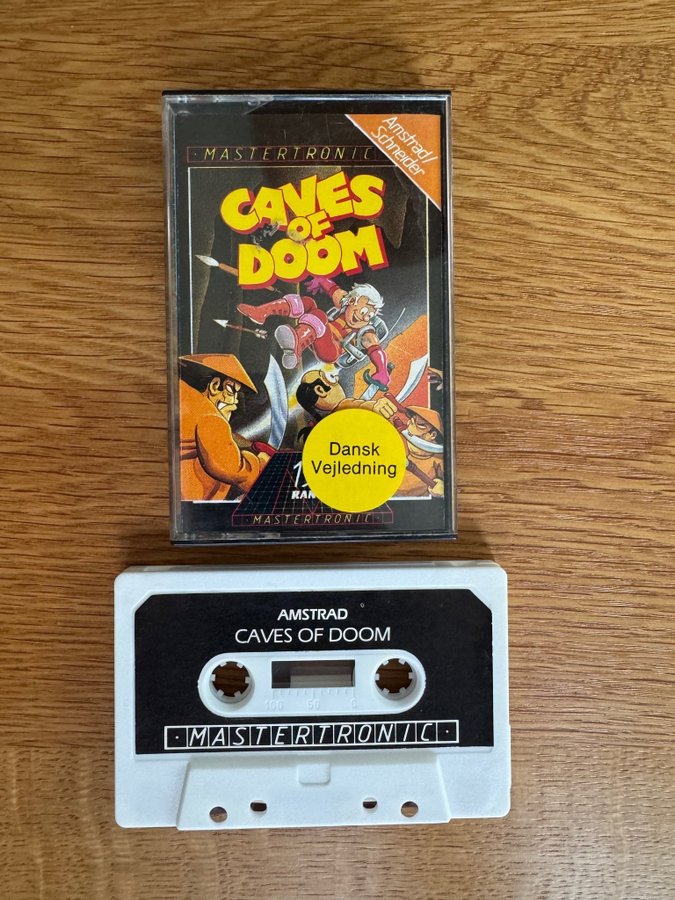 Amstrad/
Schneider
· MASTERTRONIC ·
CAVES
OF
DOOM
Dansk
Vejledning
· MASTERTRONIC ·
AMSTRAD
CAVES OF DOOM
100 50 0
· MASTERTRONIC ·